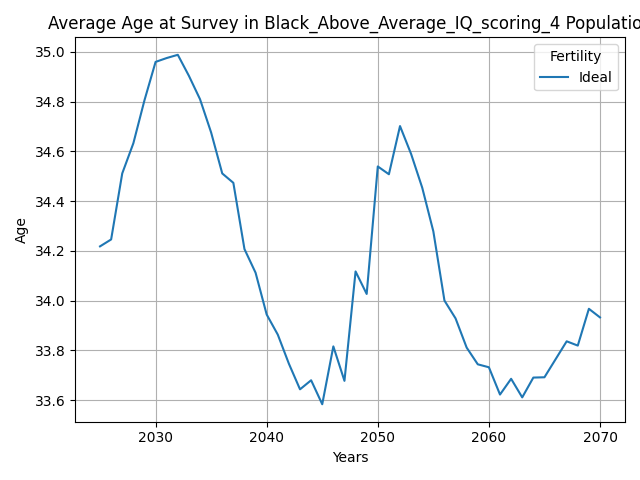 Average Age at Survey in Black_Above_Average_IQ_scoring_4 Populatio
Fertility
Ideal
35.0
34.8
34.6
34.4
34.2
34.0
33.8
33.6
Age
2030 2040 2050 2060 2070
Years